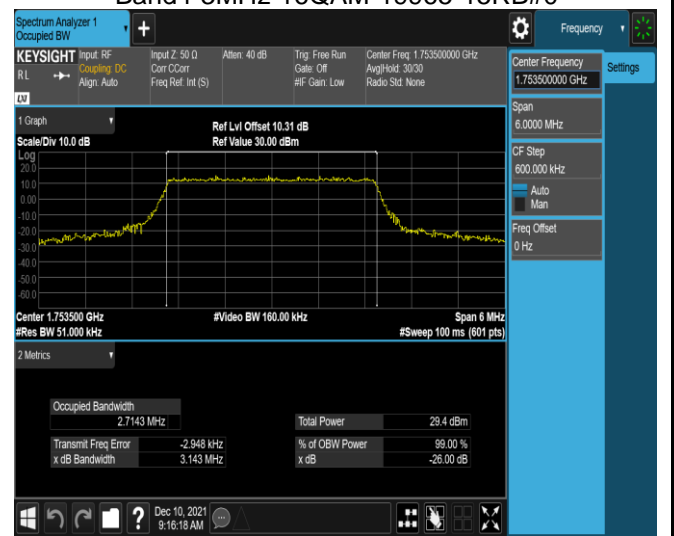 Spectrum Analyzer 1
Occupied BW
+
Frequency
KEYSIGHT Input: RF Input Z: 50 Ω Atten: 40 dB Trig: Free Run Center Freq: 1.753500000 GHz
RL Coupling: DC Corr CCorr Gate: Off Avg|Hold: 30/30
Align: Auto Freq Ref: Int (S) #IF Gain: Low Radio Std: None
LXI
Center Frequency
1.753500000 GHz
Settings
Span
6.0000 MHz
CF Step
600.000 kHz
Auto
Man
Freq Offset
0 Hz
1 Graph
Ref Lvl Offset 10.31 dB
Scale/Div 10.0 dB Ref Value 30.00 dBm
Log
20.0
10.0
0.00
-10.0
-20.0
-30.0
-40.0
-50.0
-60.0
Center 1.753500 GHz #Video BW 160.00 kHz Span 6 MHz
#Res BW 51.000 kHz #Sweep 100 ms (601 pts)
2 Metrics
Occupied Bandwidth
2.7143 MHz Total Power 29.4 dBm
Transmit Freq Error -2.948 kHz % of OBW Power 99.00 %
x dB Bandwidth 3.143 MHz x dB -26.00 dB
?
Dec 10, 2021
9:16:18 AM